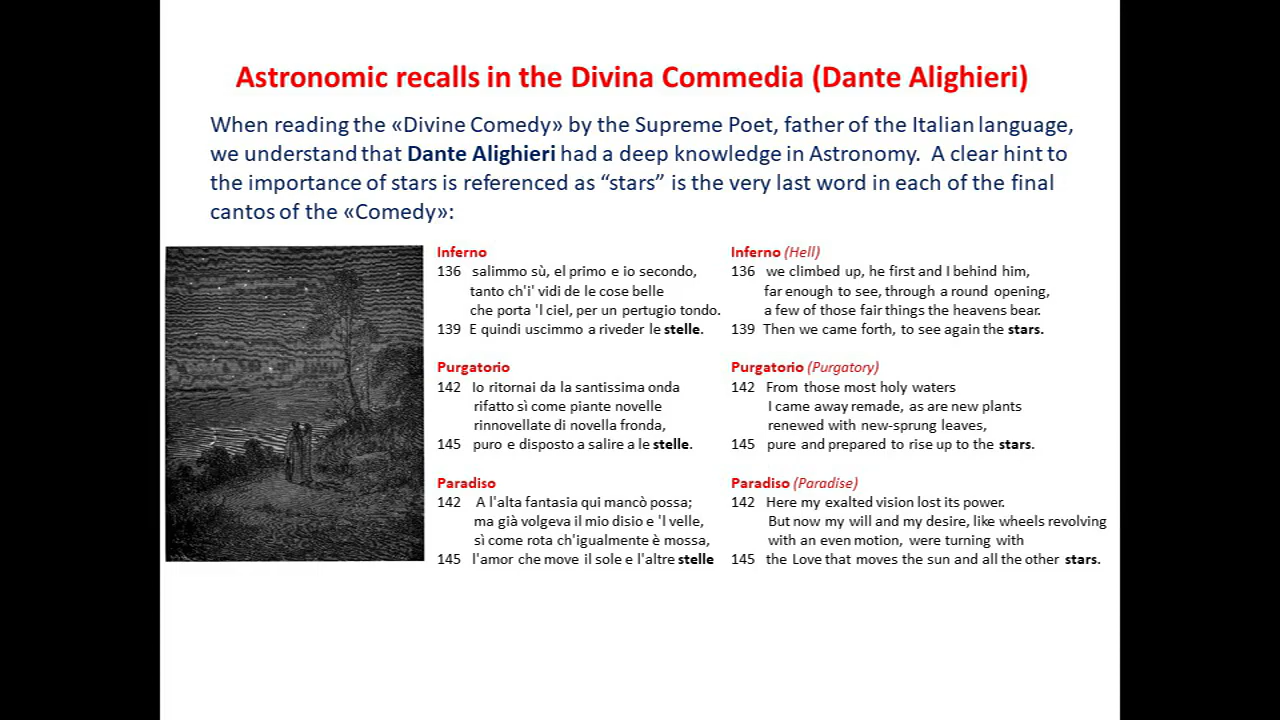 Astronomic recalls in the Divina Commedia (Dante Alighieri)
When reading the «Divine Comedy» by the Supreme Poet, father of the Italian language,
we understand that Dante Alighieri had a deep knowledge in Astronomy. A clear hint to
the importance of stars is referenced as “stars” is the very last word in each of the final
cantos of the «Comedy»:
Inferno
136 salimmo sù, el primo e io secondo,
tanto ch'i' vidi de le cose belle
che porta 'l ciel, per un pertugio tondo.
139 E quindi uscimmo a riveder le stelle.
Purgatorio
142 Io ritornai da la santissima onda
rifatto sì come piante novelle
rinnovellate di novella fronda,
145 puro e disposto a salire a le stelle.
Paradiso
142 A l'alta fantasia qui mancò possa;
ma già volgeva il mio disio e 'l velle,
sì come rota ch'igualmente è mossa,
145 l'amor che move il sole e l'altre stelle
Inferno (Hell)
136 we climbed up, he first and I behind him,
far enough to see, through a round opening,
a few of those fair things the heavens bear.
139 Then we came forth, to see again the stars.
Purgatorio (Purgatory)
142 From those most holy waters
I came away remade, as are new plants
renewed with new-sprung leaves,
145 pure and prepared to rise up to the stars.
Paradiso (Paradise)
142 Here my exalted vision lost its power.
But now my will and my desire, like wheels revolving
with an even motion, were turning with
145 the Love that moves the sun and all the other stars.